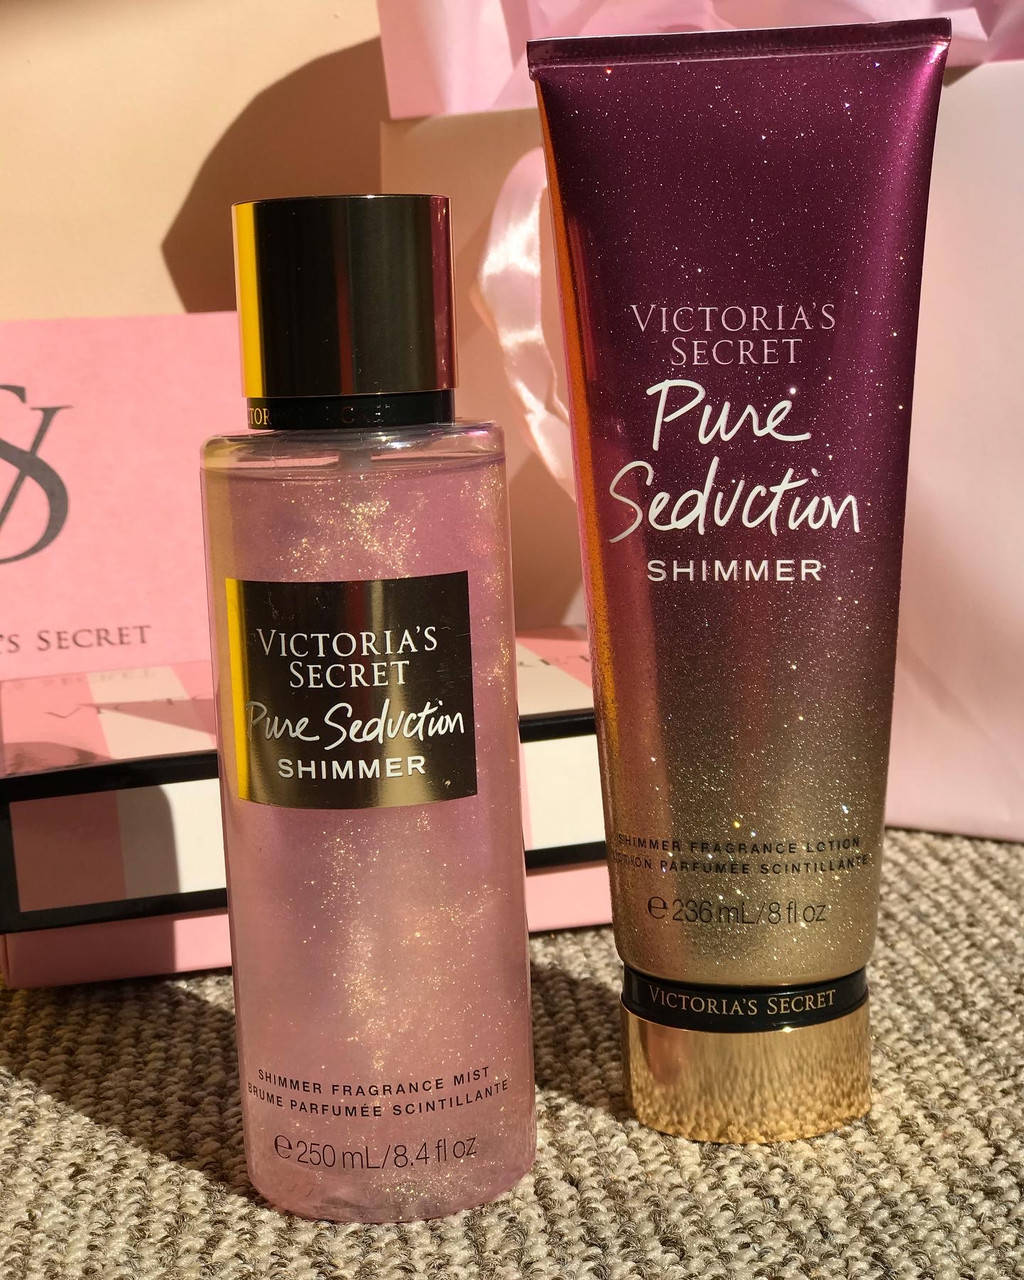 VS
'S SECRET
VICTORIA'S
SECRET
Pure Seduction
SHIMMER
SHIMMER FRAGRANCE MIST
BRUME PARFUMÉE SCINTILLANTE
℮ 250 mL/8.4 fl oz
VICTORIA'S
SECRET
Pure
Seduction
SHIMMER
SHIMMER FRAGRANCE LOTION
LOTION PARFUMÉE SCINTILLANTE
℮ 236 mL/8 fl oz
VICTORIA'S SECRET